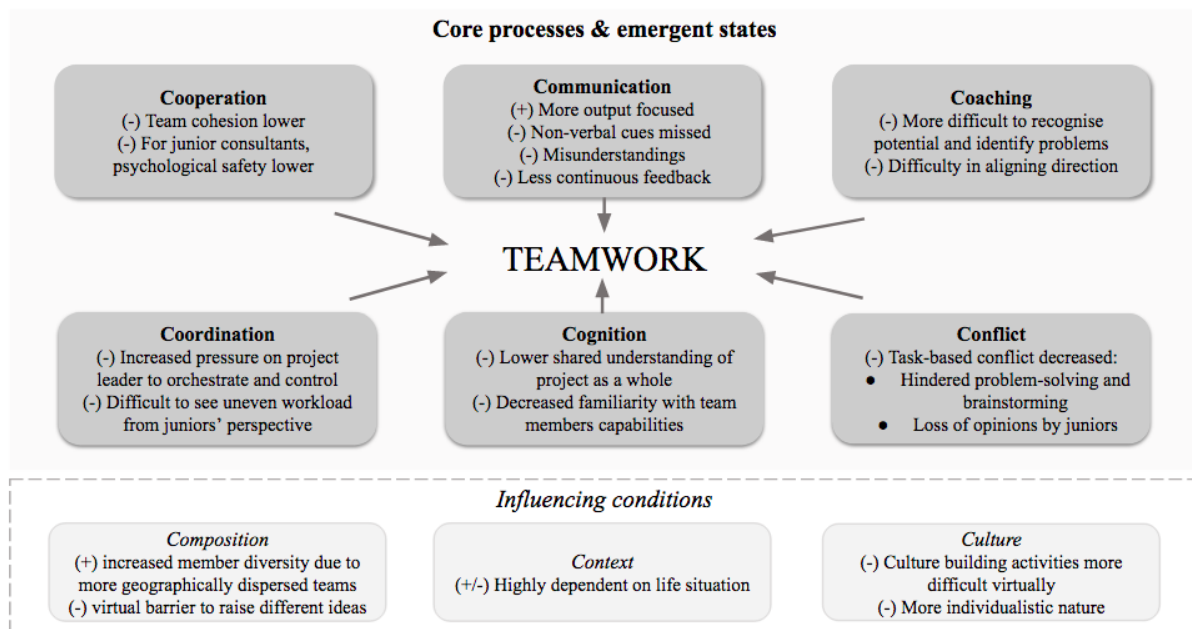 Core processes & emergent states
Cooperation
(-) Team cohesion lower
(-) For junior consultants,
psychological safety lower
Communication
(+) More output focused
(-) Non-verbal cues missed
(-) Misunderstandings
(-) Less continuous feedback
Coaching
(-) More difficult to recognise
potential and identify problems
(-) Difficulty in aligning direction
TEAMWORK
Coordination
(-) Increased pressure on project
leader to orchestrate and control
(-) Difficult to see uneven workload
from juniors' perspective
Cognition
(-) Lower shared understanding of
project as a whole
(-) Decreased familiarity with team
members capabilities
Conflict
(-) Task-based conflict decreased:
● Hindered problem-solving and
brainstorming
● Loss of opinions by juniors
Influencing conditions
Composition
(+) increased member diversity due to
more geographically dispersed teams
(-) virtual barrier to raise different ideas
Context
(+/-) Highly dependent on life situation
Culture
(-) Culture building activities more
difficult virtually
(-) More individualistic nature